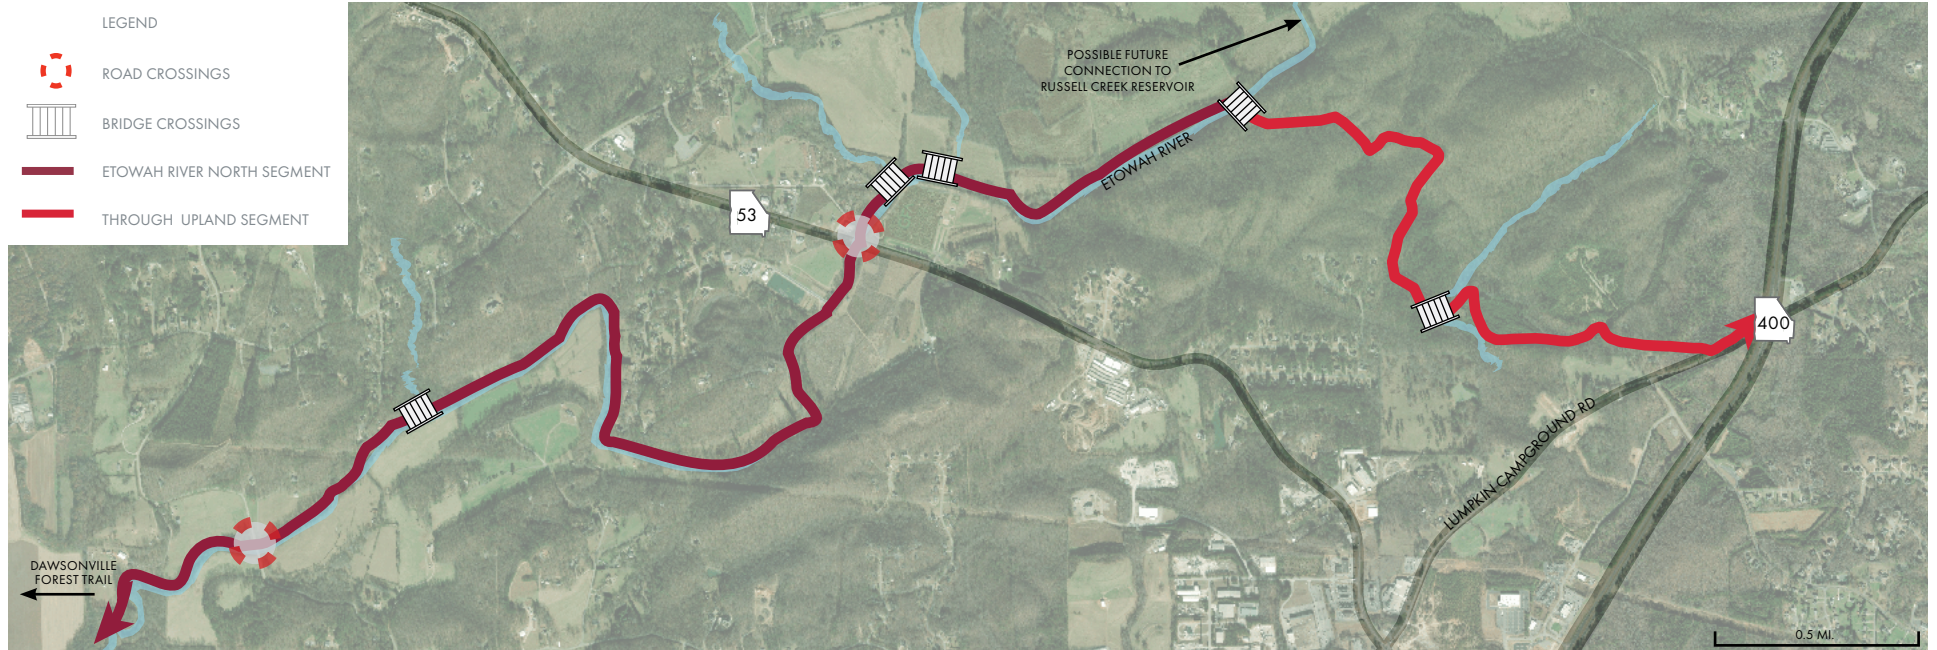 LEGEND
ROAD CROSSINGS
BRIDGE CROSSINGS
ETOWAH RIVER NORTH SEGMENT
THROUGH UPLAND SEGMENT
POSSIBLE FUTURE
CONNECTION TO
RUSSELL CREEK RESERVOIR
ETOWAH RIVER
53
400
LUMPKIN CAMPGROUND RD
DAWSONVILLE
FOREST TRAIL
0.5 MI.